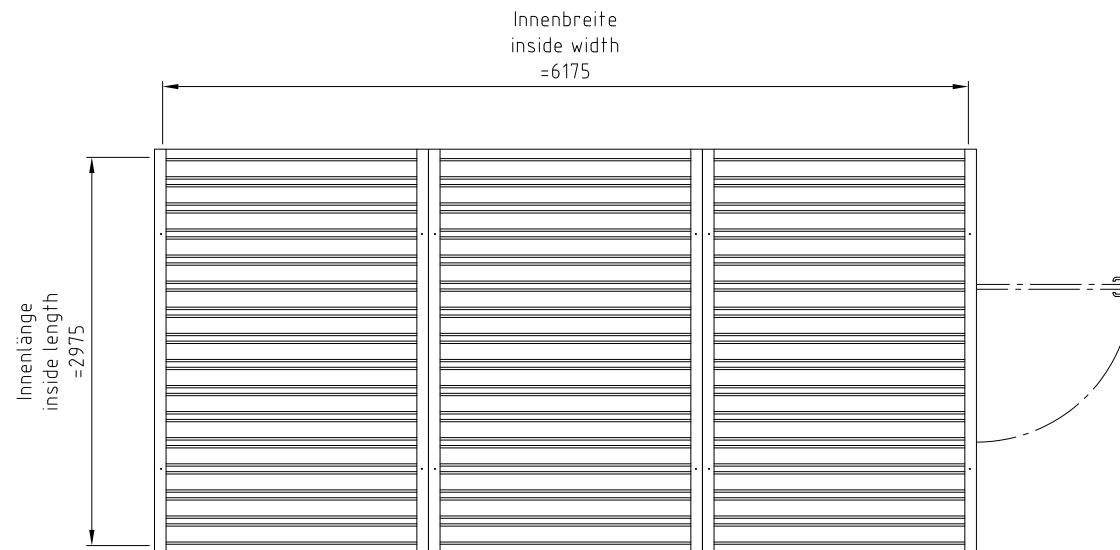 Innenbreite
inside width
=6175
Innenlänge
inside length
=2975